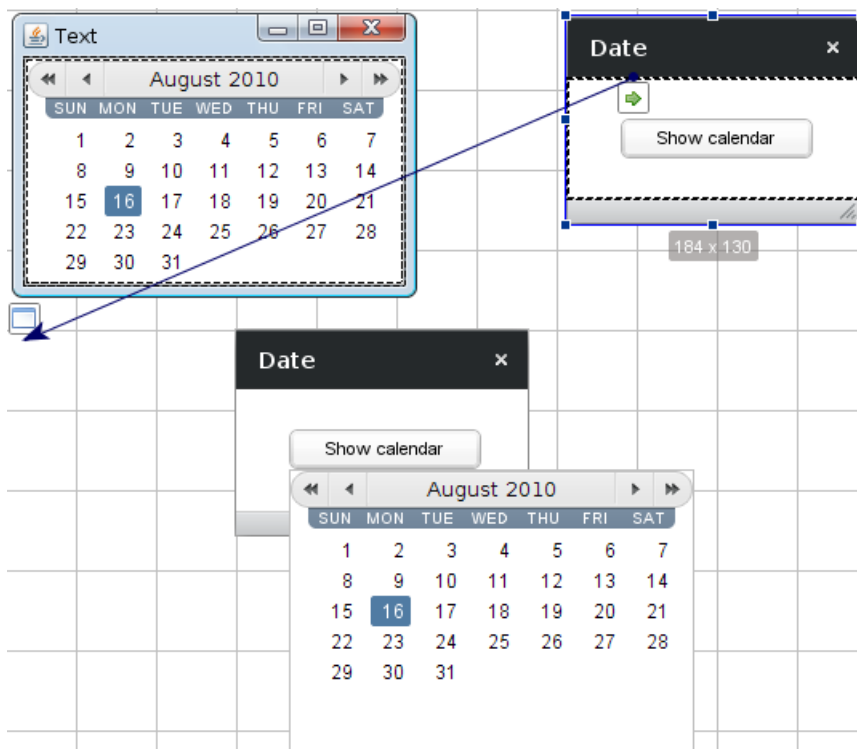 Text
August 2010
SUN MON TUE WED THU FRI SAT
1 2 3 4 5 6 7
8 9 10 11 12 13 14
15 16 17 18 19 20 21
22 23 24 25 26 27 28
29 30 31
Date
Show calendar
184 x 130
Date
Show calendar
August 2010
SUN MON TUE WED THU FRI SAT
1 2 3 4 5 6 7
8 9 10 11 12 13 14
15 16 17 18 19 20 21
22 23 24 25 26 27 28
29 30 31